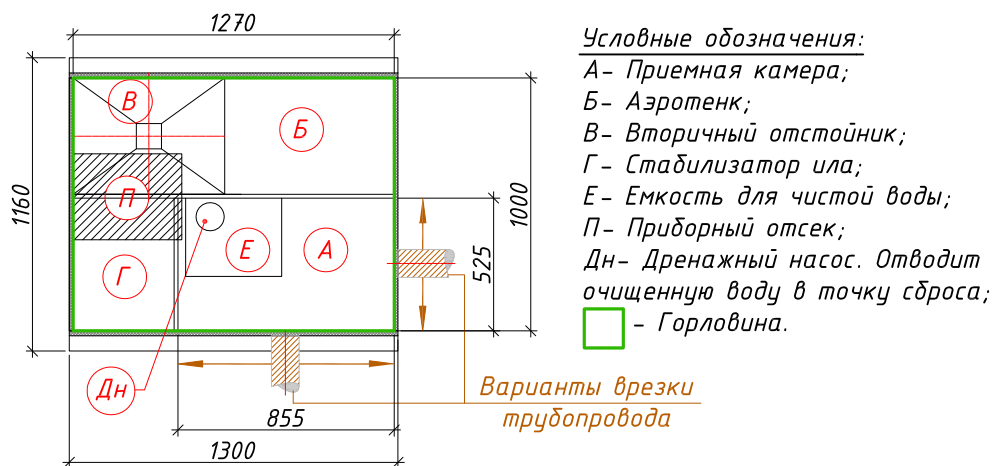 1270
Условные обозначения:
А- Приемная камера;
Б- Аэротенк;
В- Вторичный отстойник;
Г- Стабилизатор ила;
Е- Емкость для чистой воды;
П- Приборный отсек;
Дн- Дренажный насос. Отводит
очищенную воду в точку сброса;
- Горловина.
В
Б
П
1160
1000
Г
Е
А
525
Дн
Варианты врезки
трубопровода
855
1300